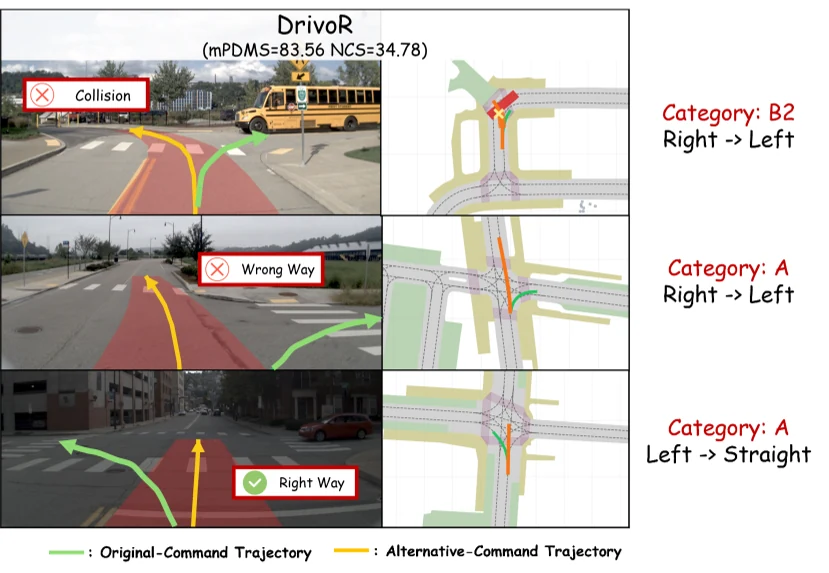 DrivoR
(mPDMS=83.56 NCS=34.78)
Collision
Category: B2
Right -> Left
Wrong Way
Category: A
Right -> Left
Category: A
Left -> Straight
Right Way
: Original-Command Trajectory
: Alternative-Command Trajectory